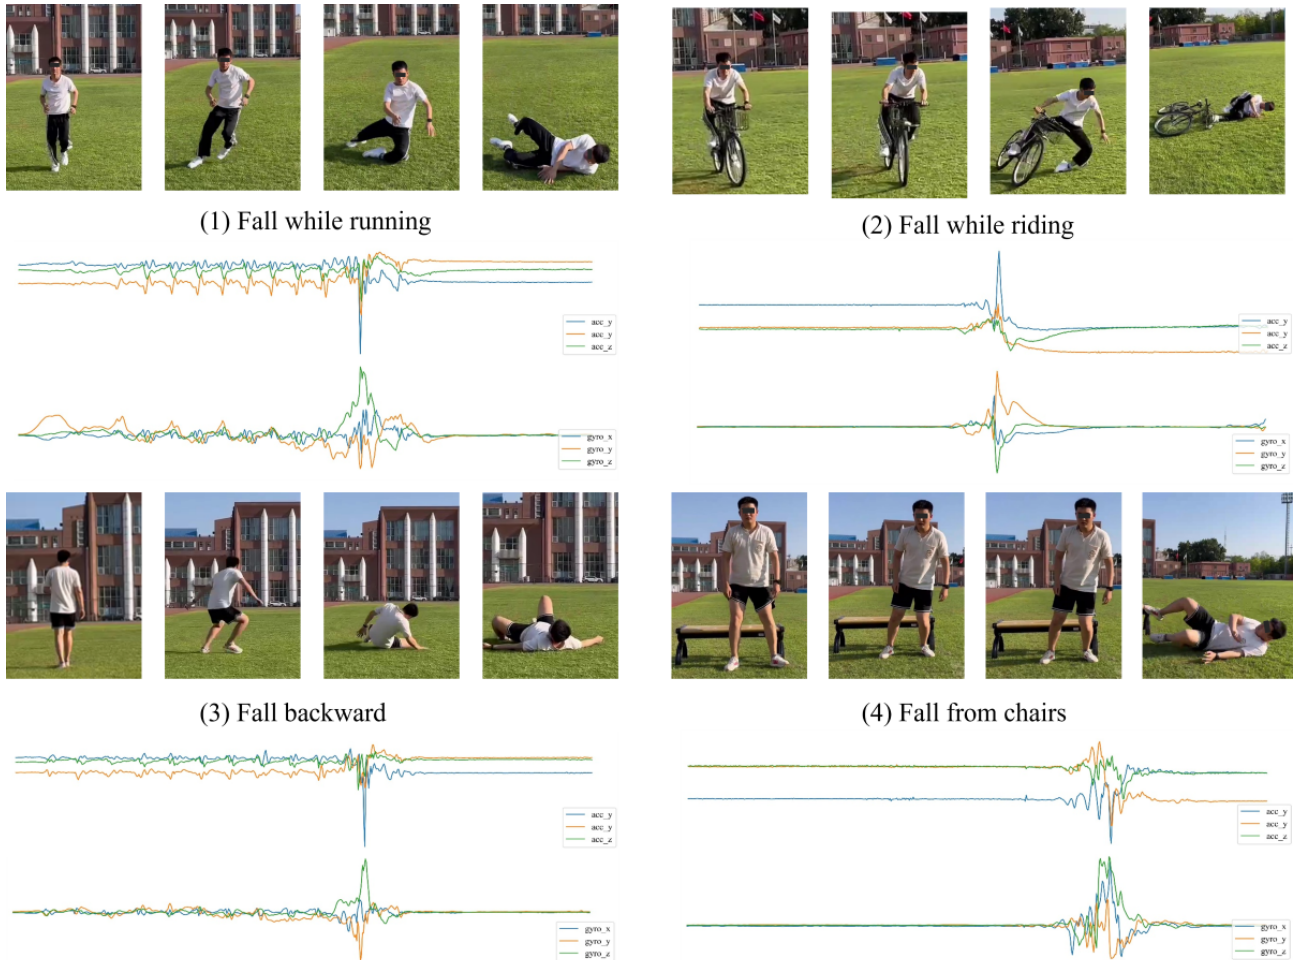 (1) Fall while running
(2) Fall while riding
acc_y
acc_y
acc_z
gyro_x
gyro_y
gyro_z
acc_y
acc_y
acc_z
gyro_x
gyro_y
gyro_z
(3) Fall backward
(4) Fall from chairs
acc_y
acc_y
acc_z
gyro_x
gyro_y
gyro_z
acc_y
acc_y
acc_z
gyro_x
gyro_y
gyro_z